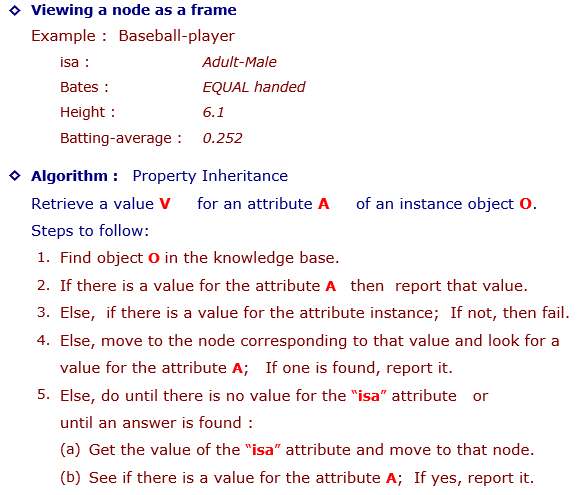 Viewing a node as a frame
Example : Baseball-player
isa : Adult-Male
Bates : EQUAL handed
Height : 6.1
Batting-average : 0.252
Algorithm : Property Inheritance
Retrieve a value V for an attribute A of an instance object O.
Steps to follow:
1. Find object O in the knowledge base.
2. If there is a value for the attribute A then report that value.
3. Else, if there is a value for the attribute instance; If not, then fail.
4. Else, move to the node corresponding to that value and look for a
value for the attribute A; If one is found, report it.
5. Else, do until there is no value for the “isa” attribute or
until an answer is found :
(a) Get the value of the “isa” attribute and move to that node.
(b) See if there is a value for the attribute A; If yes, report it.